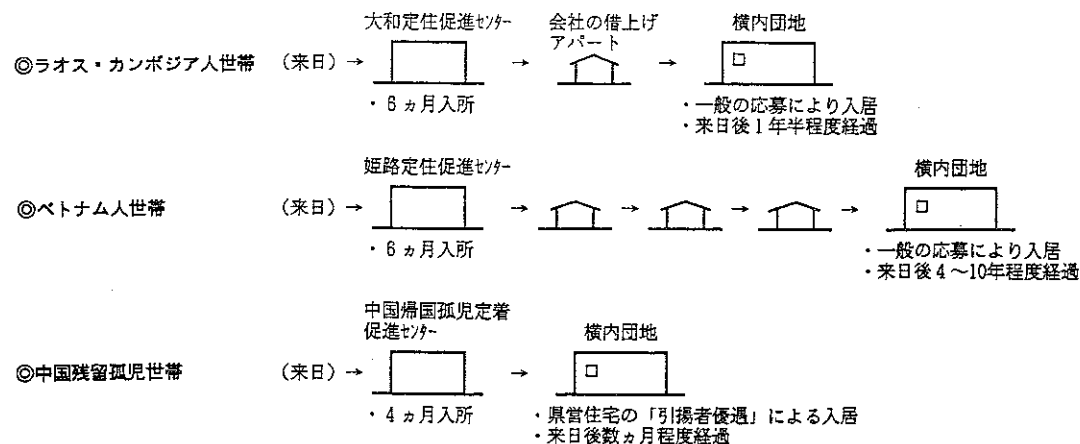 大和定住促進センター
会社の借上げ
アパート
横内団地
◎ラオス・カンボジア人世帯
(来日)→
→
→
・6ヵ月入所
・一般の応募により入居
・来日後1年半程度経過
姫路定住促進センター
横内団地
◎ベトナム人世帯
(来日)→
→
→
→
→
・6ヵ月入所
・一般の応募により入居
・来日後4~10年程度経過
中国帰国孤児定着
促進センター
横内団地
◎中国残留孤児世帯
(来日)→
→
・4ヵ月入所
・県営住宅の「引揚者優遇」による入居
・来日後数ヵ月程度経過